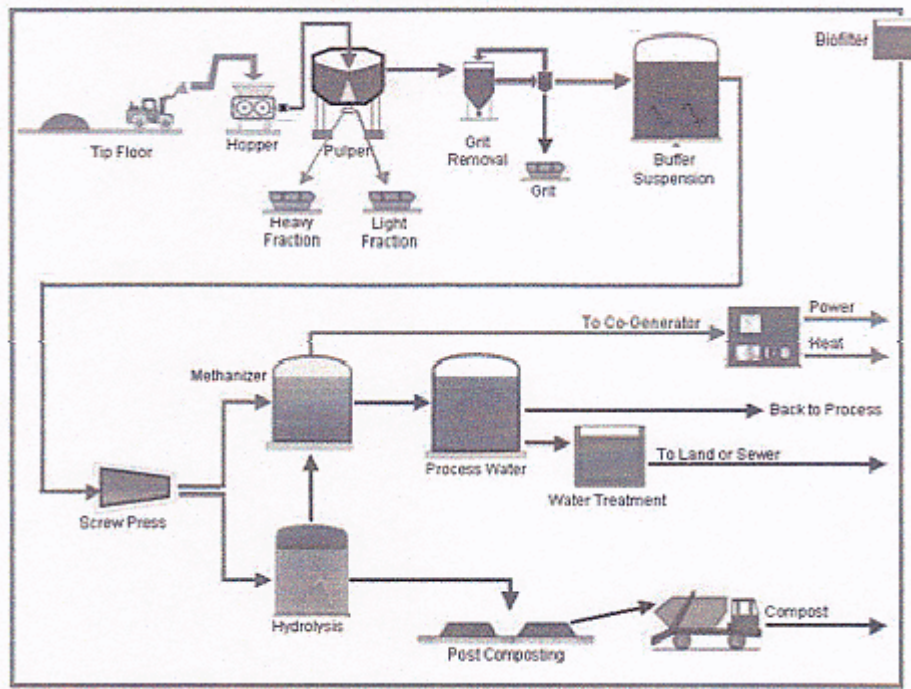 Biofilter
Tip Floor
Hopper
Pulper
Grit
Removal
Grit
Buffer
Suspension
Heavy
Fraction
Light
Fraction
To Co-Generator
Power
Heat
Methanizer
Back to Process
Process Water
To Land or Sewer
Water Treatment
Screw Press
Hydrolysis
Post Composting
Compost